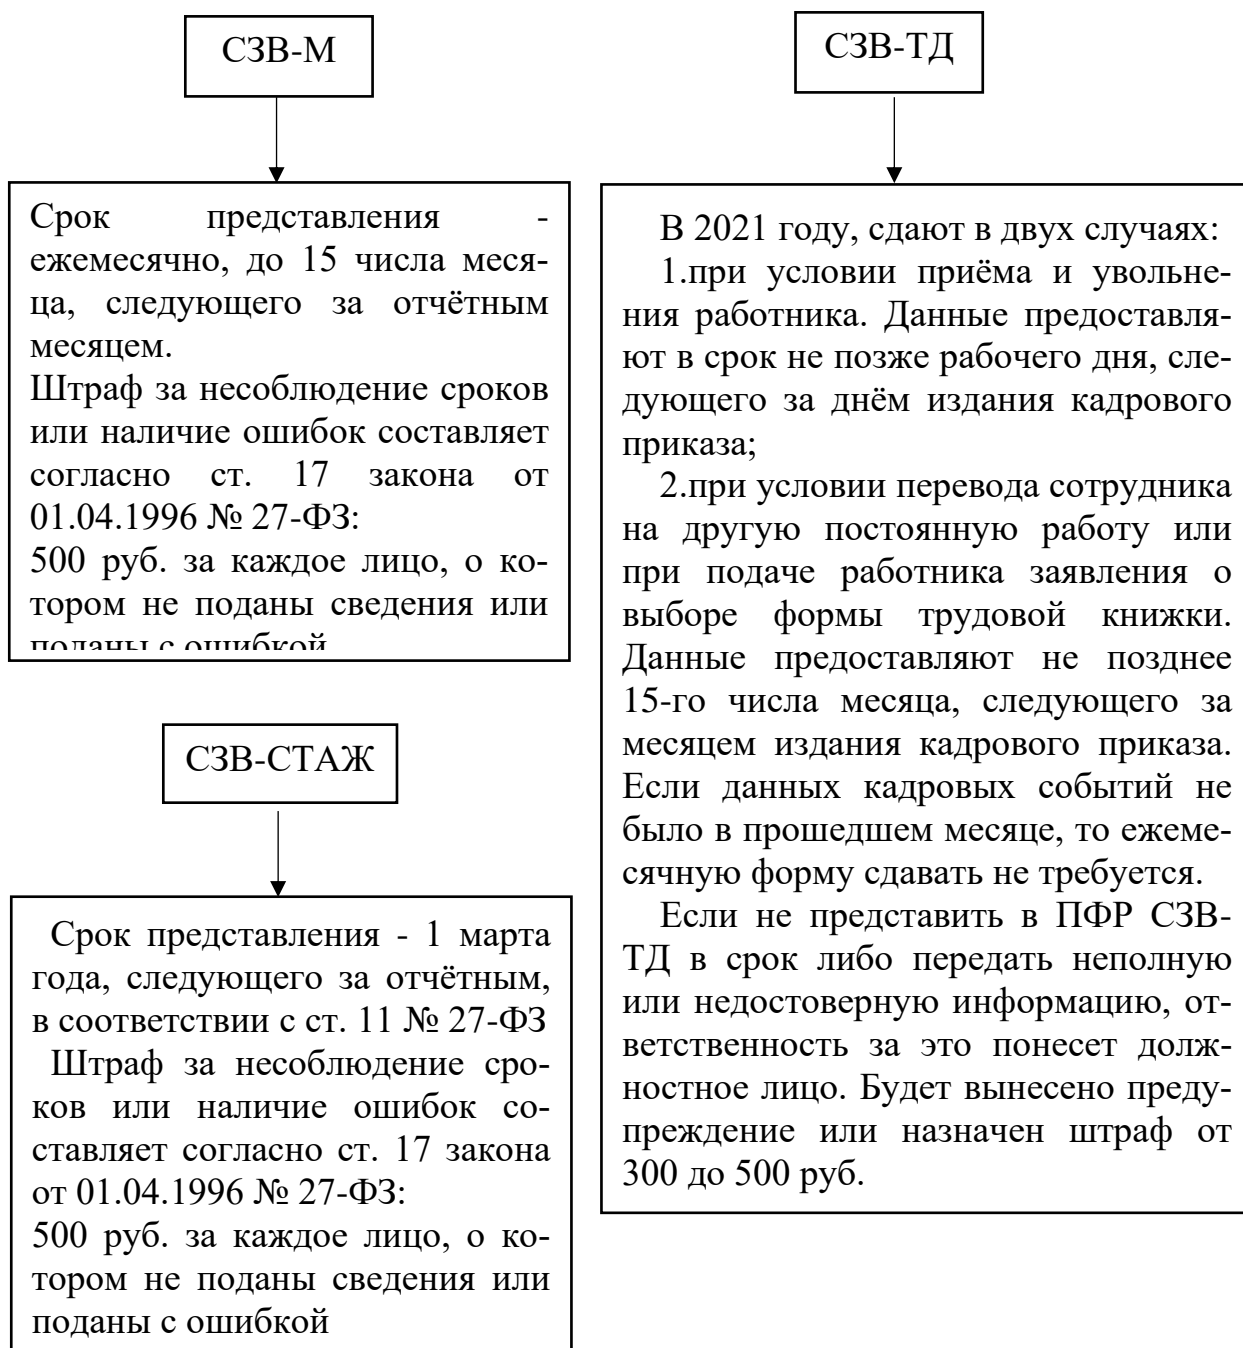 СЗВ-М
Срок представления -
ежемесячно, до 15 числа меся-
ца, следующего за отчётным
месяцем.
Штраф за несоблюдение сроков
или наличие ошибок составляет
согласно ст. 17 закона от
01.04.1996 № 27-ФЗ:
500 руб. за каждое лицо, о ко-
тором не поданы сведения или
поданы с ошибкой
СЗВ-СТАЖ
Срок представления - 1 марта
года, следующего за отчётным,
в соответствии с ст. 11 № 27-ФЗ
Штраф за несоблюдение сро-
ков или наличие ошибок со-
ставляет согласно ст. 17 закона
от 01.04.1996 № 27-ФЗ:
500 руб. за каждое лицо, о ко-
тором не поданы сведения или
поданы с ошибкой
СЗВ-ТД
В 2021 году, сдают в двух случаях:
1.при условии приёма и увольне-
ния работника. Данные предоставля-
ют в срок не позже рабочего дня, сле-
дующего за днём издания кадрового
приказа;
2.при условии перевода сотрудника
на другую постоянную работу или
при подаче работника заявления о
выборе формы трудовой книжки.
Данные предоставляют не позднее
15-го числа месяца, следующего за
месяцем издания кадрового приказа.
Если данных кадровых событий не
было в прошедшем месяце, то ежеме-
сячную форму сдавать не требуется.
Если не представить в ПФР СЗВ-
ТД в срок либо передать неполную
или недостоверную информацию, от-
ветственность за это понесет долж-
ностное лицо. Будет вынесено преду-
преждение или назначен штраф от
300 до 500 руб.